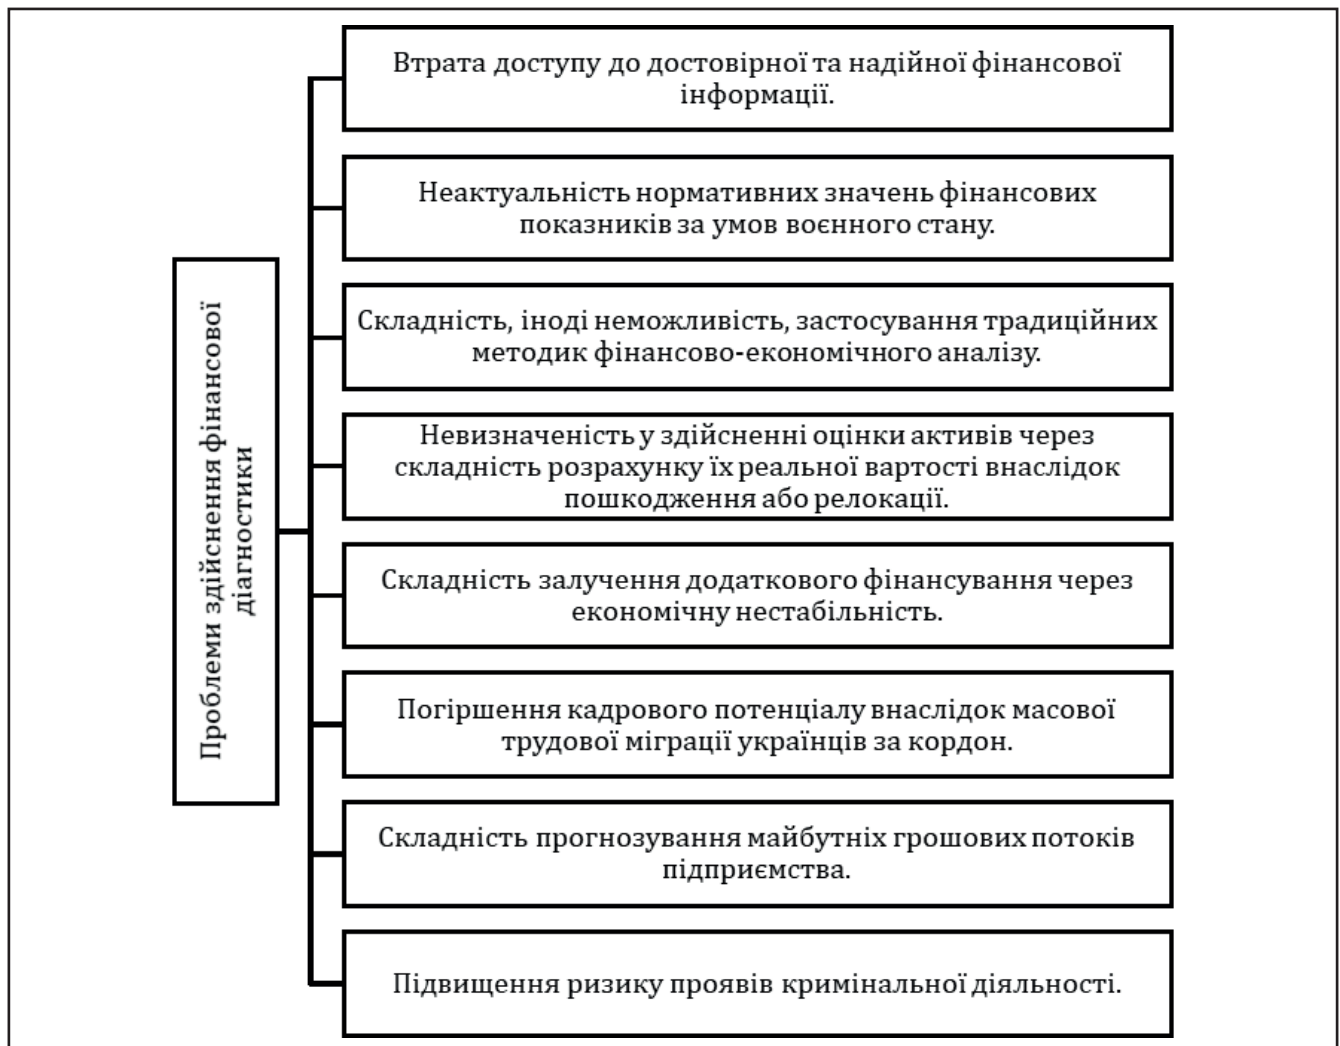 Проблеми здійснення фінансової
діагностики
Втрата доступу до достовірної та надійної фінансової
інформації.
Неактуальність нормативних значень фінансових
показників за умов воєнного стану.
Складність, іноді неможливість, застосування традиційних
методик фінансово-економічного аналізу.
Невизначеність у здійсненні оцінки активів через
складність розрахунку їх реальної вартості внаслідок
пошкодження або релокації.
Складність залучення додаткового фінансування через
економічну нестабільність.
Погіршення кадрового потенціалу внаслідок масової
трудової міграції українців за кордон.
Складність прогнозування майбутніх грошових потоків
підприємства.
Підвищення ризику проявів кримінальної діяльності.